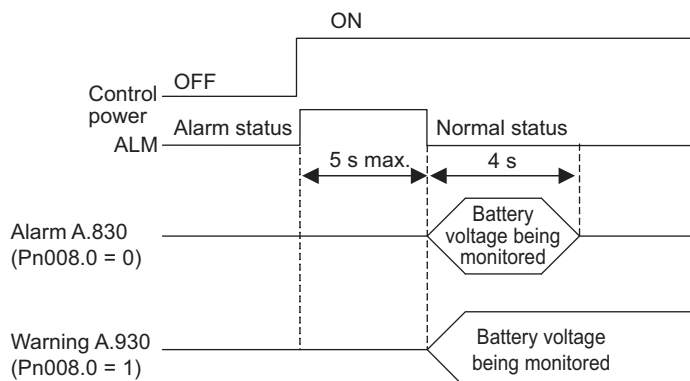 ON
OFF
Control
power
ALM
Alarm status
Normal status
5 s max.
4 s
Alarm A.830
(Pn008.0 = 0)
Battery
voltage being
monitored
Warning A.930
(Pn008.0 = 1)
Battery voltage
being monitored